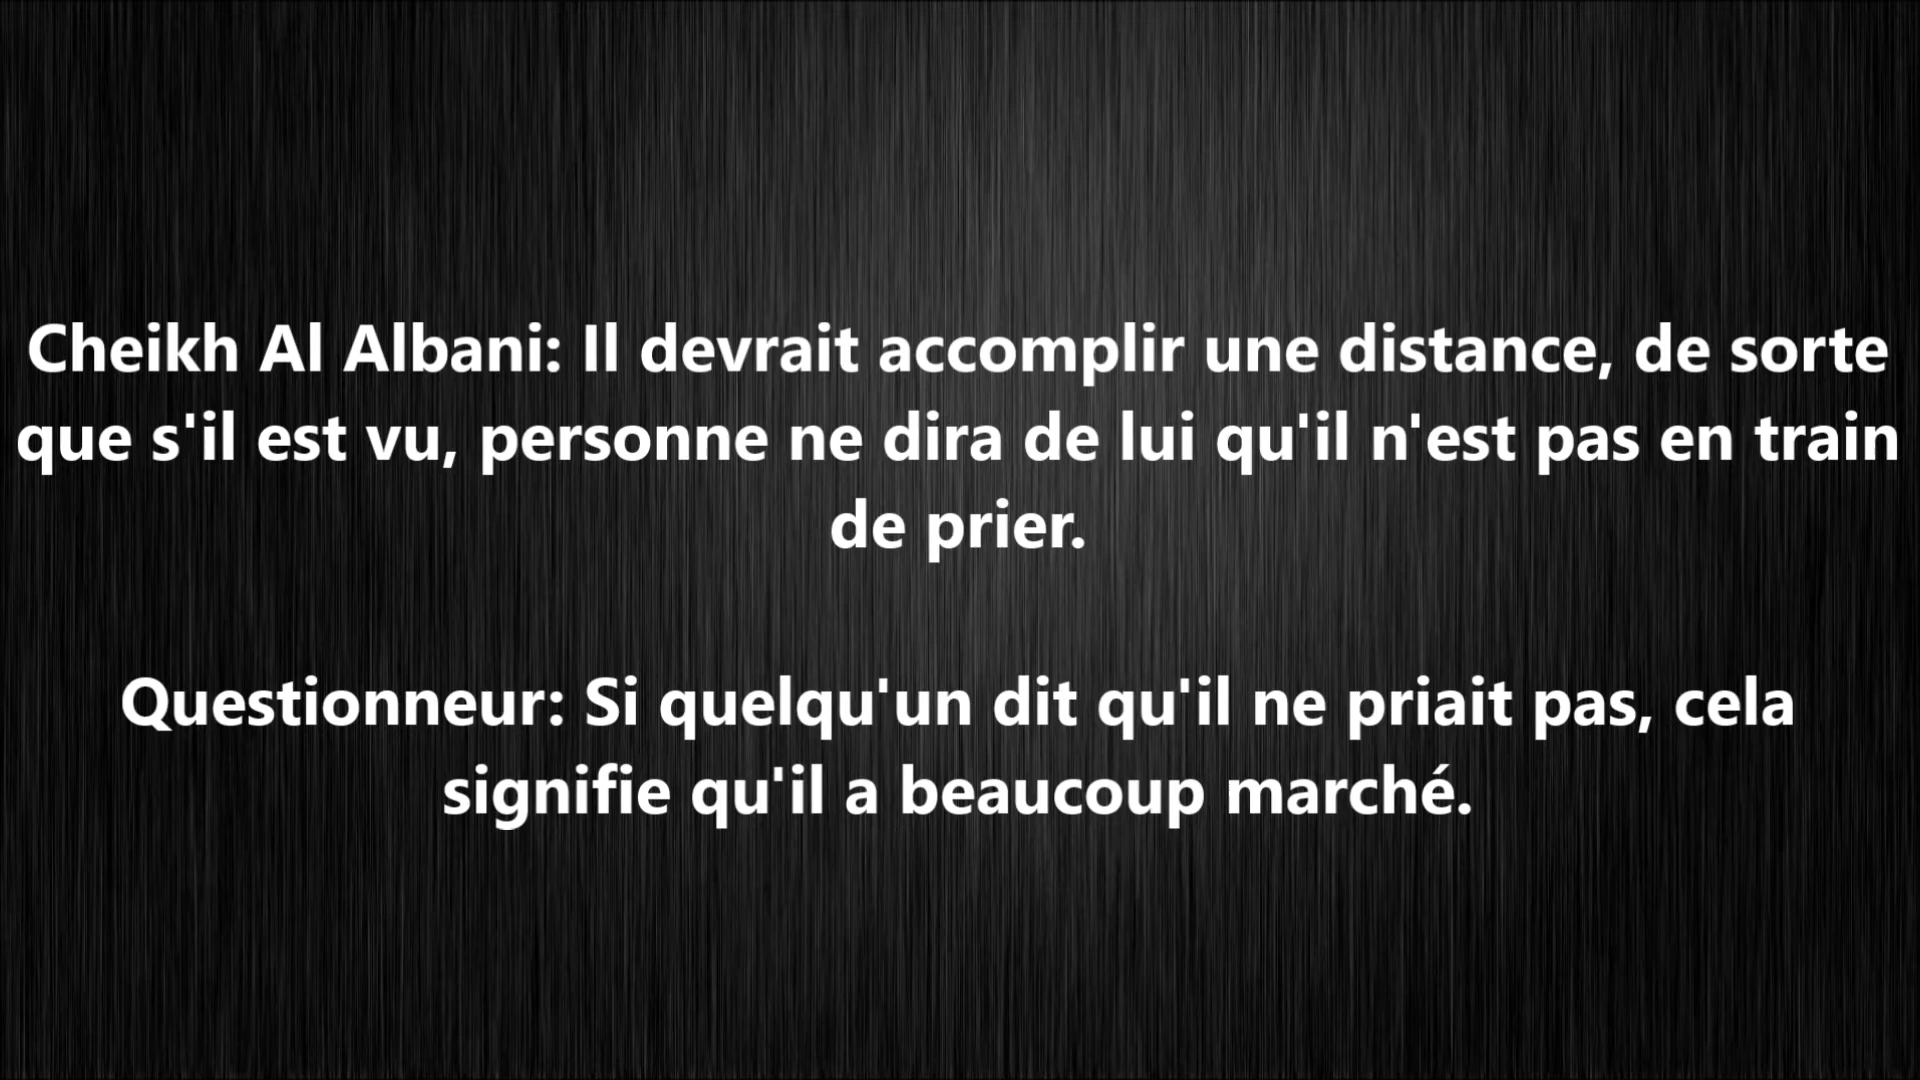 Cheikh Al Albani: Il devrait accomplir une distance, de sorte
que s'il est vu, personne ne dira de lui qu'il n'est pas en train
de prier.
Questionneur: Si quelqu'un dit qu'il ne priait pas, cela
signifie qu'il a beaucoup marché.